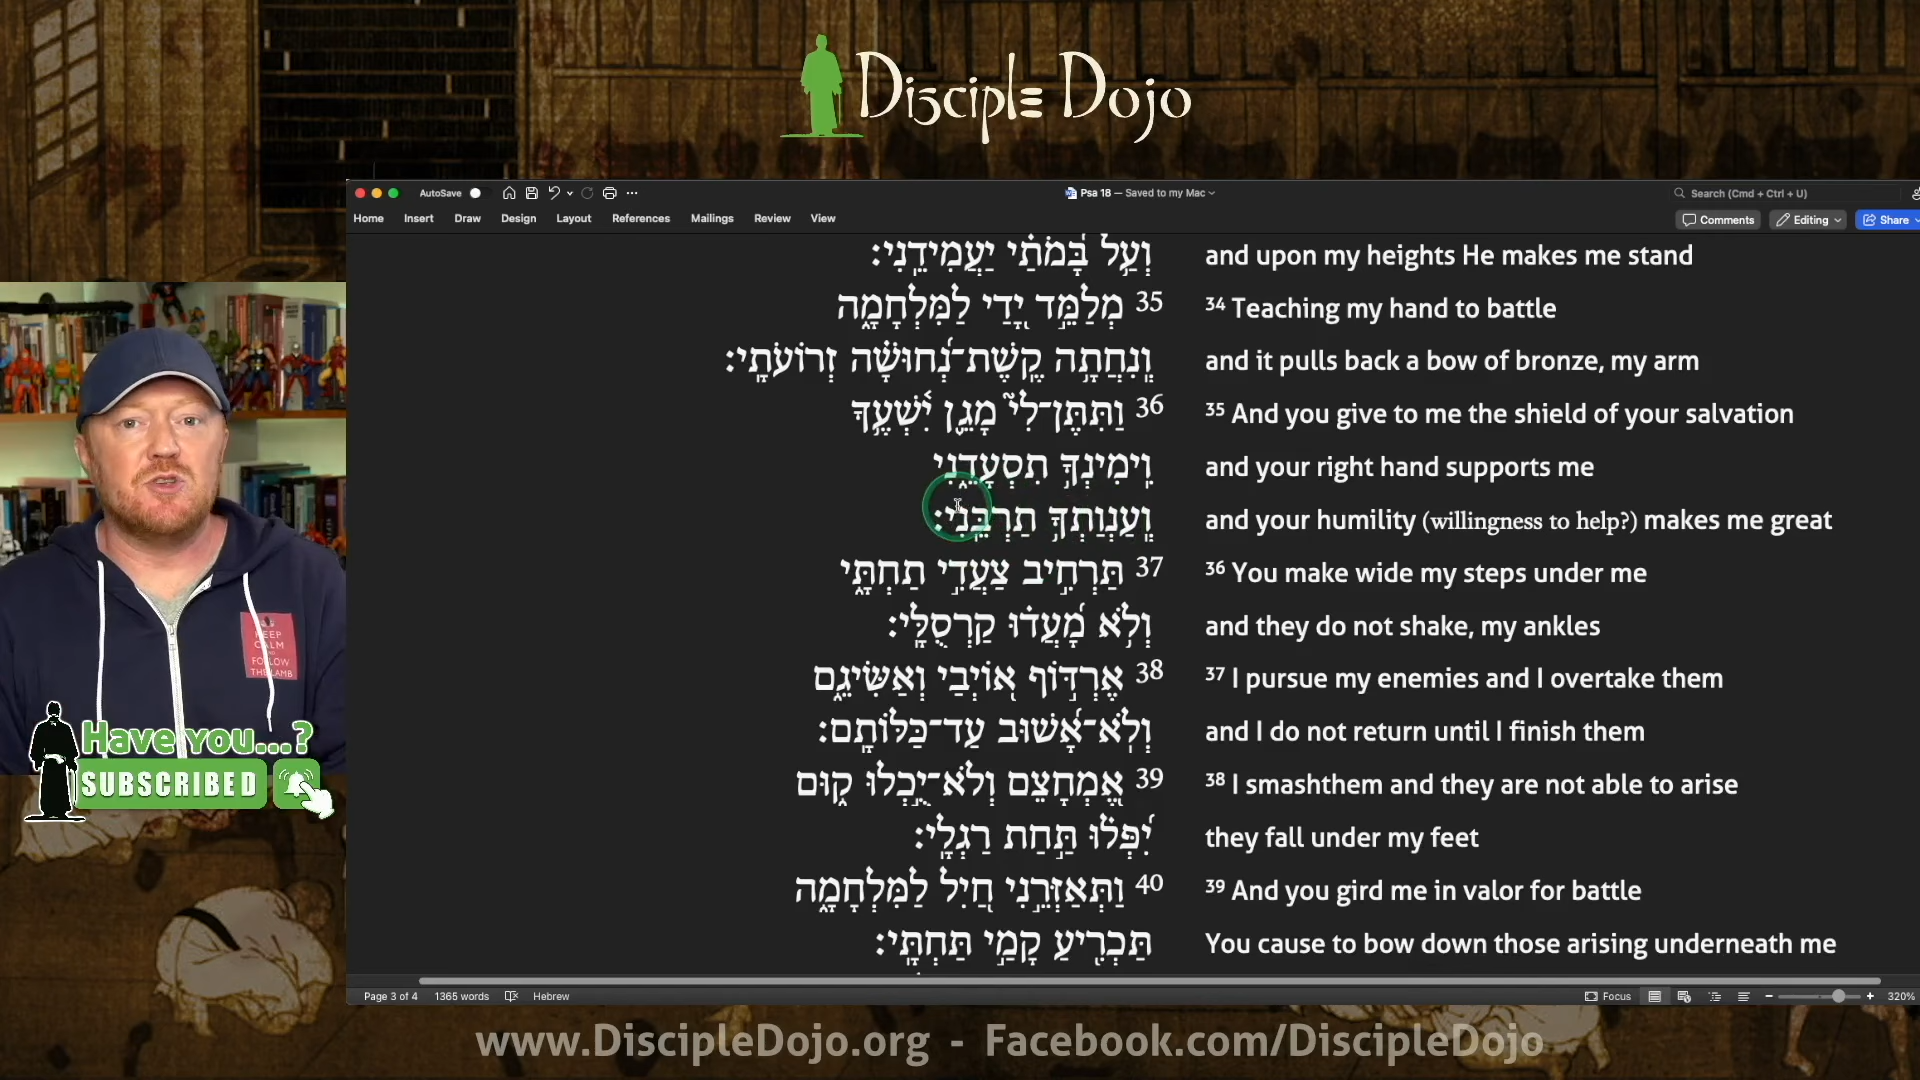 Disciple Dojo
AutoSave
Psa 18 — Saved to my Mac
Search (Cmd + Ctrl + U)
Home Insert Draw Design Layout References Mailings Review View
Comments Editing Share
וְעַ֥ל בָּ֝מֹתַ֗י יַעֲמִידֵֽנִי׃ and upon my heights He makes me stand
35 מְלַמֵּ֣ד יָ֭דַי לַמִּלְחָמָ֑ה 34 Teaching my hand to battle
וְֽנִחֲתָ֥ה קֶֽשֶׁת־נְ֝חוּשָׁ֗ה זְרוֹעֹתָֽי׃ and it pulls back a bow of bronze, my arm
36 וַתִּתֶּן־לִי֮ מָגֵ֪ן יִ֫שְׁעֶ֥ךָ 35 And you give to me the shield of your salvation
וִֽימִינְךָ֥ תִסְעָדֵ֑נִי and your right hand supports me
וְֽעַנְוַתְךָ֥ תַרְבֵּֽנִי׃ and your humility (willingness to help?) makes me great
37 תַּרְחִ֣יב צַעֲדִ֣י תַחְתָּ֑י 36 You make wide my steps under me
וְלֹ֥א מָ֝עֲד֗וּ קַרְסֻלָּֽי׃ and they do not shake, my ankles
38 אֶרְדּ֣וֹף א֭וֹיְבַי וְאַשִּׂיגֵ֑ם 37 I pursue my enemies and I overtake them
וְלֹֽא־אָ֝שׁוּב עַד־כַּלּוֹתָֽם׃ and I do not return until I finish them
39 אֶ֭מְחָצֵם וְלֹא־יֻ֣כְלוּ ק֑וּם 38 I smashthem and they are not able to arise
יִ֝פְּל֗וּ תַּ֣חַת רַגְלָֽי׃ they fall under my feet
40 וַתְּאַזְּרֵ֣נִי חַ֭יִל לַמִּלְחָמָ֑ה 39 And you gird me in valor for battle
תַּכְרִ֖יעַ קָמַ֣י תַּחְתָּֽי׃ You cause to bow down those arising underneath me
KEEP CALM AND FOLLOW THE LAMB
Have you...?
SUBSCRIBED
Page 3 of 4 1365 words Hebrew Focus 320%
www.DiscipleDojo.org - Facebook.com/DiscipleDojo